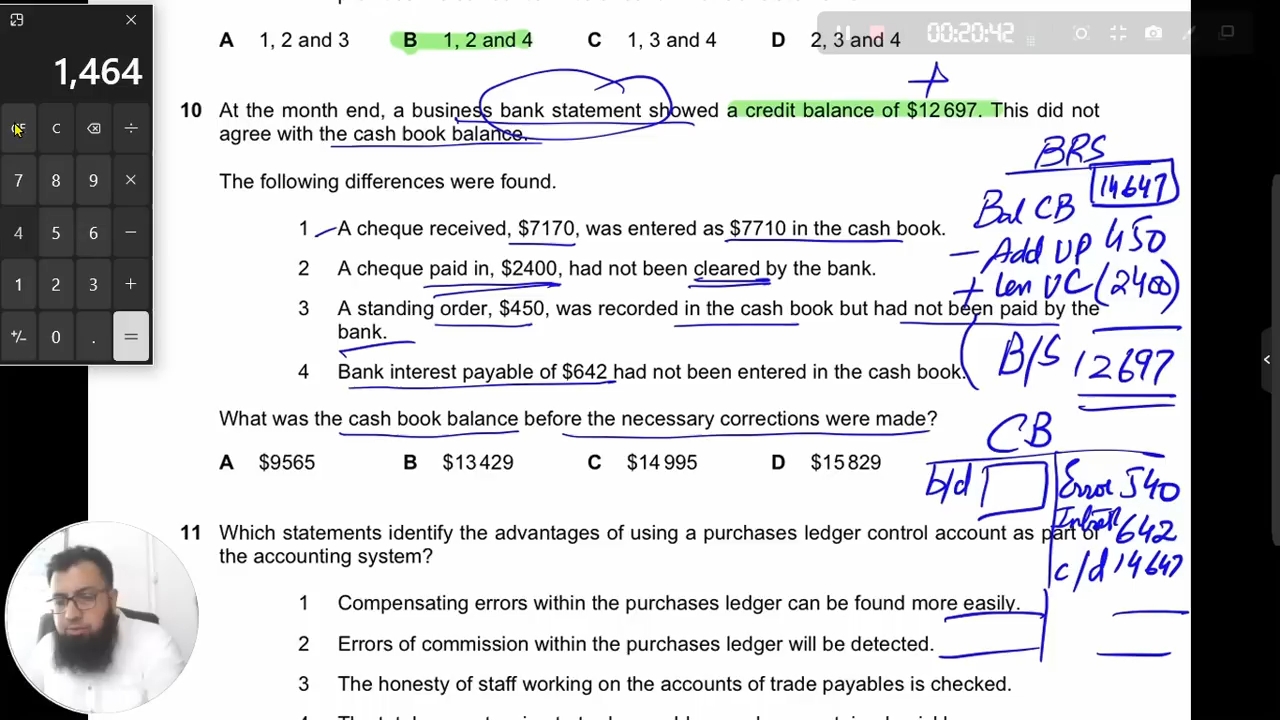 1,464
CE C ⌫ ÷
7 8 9 ×
4 5 6 −
1 2 3 +
+/− 0 . =
A 1, 2 and 3 B 1, 2 and 4 C 1, 3 and 4 D 2, 3 and 4
00:20:42
+
10 At the month end, a business bank statement showed a credit balance of $12 697. This did not
agree with the cash book balance.
The following differences were found.
1 A cheque received, $7170, was entered as $7710 in the cash book.
2 A cheque paid in, $2400, had not been cleared by the bank.
3 A standing order, $450, was recorded in the cash book but had not been paid by the
bank.
4 Bank interest payable of $642 had not been entered in the cash book.
What was the cash book balance before the necessary corrections were made?
A $9565 B $13 429 C $14 995 D $15 829
11 Which statements identify the advantages of using a purchases ledger control account as part of
the accounting system?
1 Compensating errors within the purchases ledger can be found more easily.
2 Errors of commission within the purchases ledger will be detected.
3 The honesty of staff working on the accounts of trade payables is checked.
BRS
Bal CB 14647
− Add UP 450
+ Less UC (2400)
B/S 12697
CB
b/d Error 540
642
c/d 14647